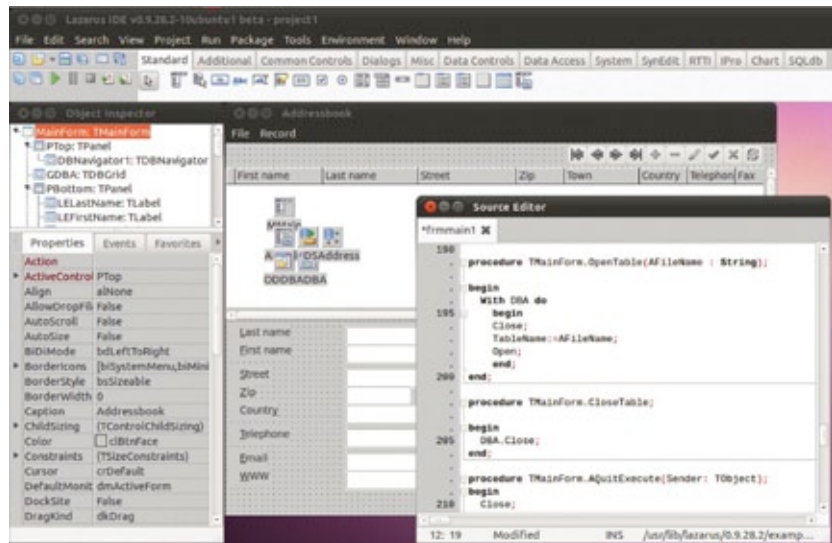 Lazarus IDE v0.9.28.2-10ubuntu1 beta - project1
File Edit Search View Project Run Package Tools Environment Window Help
Standard Additional Common Controls Dialogs Misc Data Controls Data Access System SynEdit RTTI IPro Chart SQLdb
Object Inspector
MainForm: TMainForm
PTop: TPanel
DBNavigator1: TDBNavigator
GDBA: TDBGrid
PBottom: TPanel
LELastName: TLabel
LEFirstName: TLabel
Properties Events Favorites
Action
ActiveControl PTop
Align alNone
AllowDropFil False
AutoScroll False
AutoSize False
BiDiMode bdLeftToRight
BorderIcons [biSystemMenu,biMini
BorderStyle bsSizeable
BorderWidth 0
Caption Addressbook
ChildSizing (TControlChildSizing)
Color clBtnFace
Constraints (TSizeConstraints)
Cursor crDefault
DefaultMonit dmActiveForm
DockSite False
DragKind dkDrag
Addressbook
File Record
First name Last name Street Zip Town Country Telephon Fax
DSAddress
Last name
First name
Street
Zip
Country
Telephone
Email
WWW
Source Editor
*frmmain1
190
procedure TMainForm.OpenTable(AFileName : String);
begin
With DBA do
195 begin
Close;
TableName:=AFileName;
Open;
end;
200 end;
procedure TMainForm.CloseTable;
begin
205 DBA.Close;
end;
procedure TMainForm.AQuitExecute(Sender: TObject);
begin
210 Close;
12: 19 Modified INS /usr/lib/lazarus/0.9.28.2/examp...